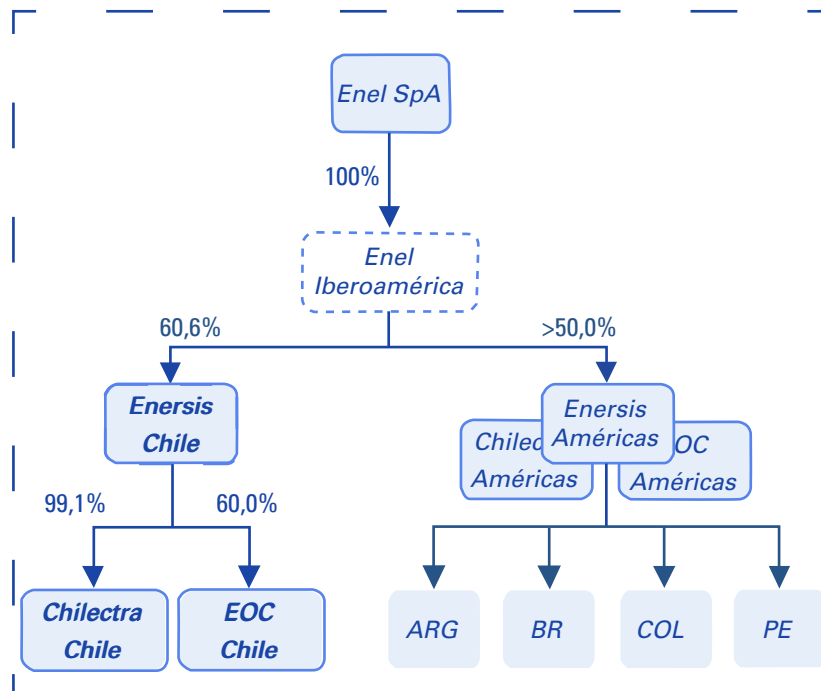 Enel SpA
100%
Enel
Iberoamérica
60,6%
>50,0%
Enersis
Chile
Enersis
Américas
Américas
OC
Américas
99,1%
60,0%
Chilectra
Chile
EOC
Chile
ARG
BR
COL
PE